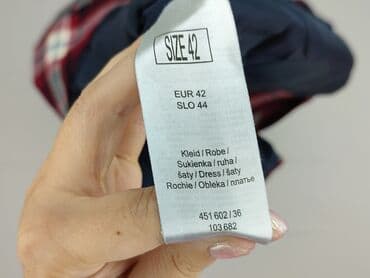 SIZE 42
EUR 42
SLO 44
Kleid / Robe /
Sukienka / ruha /
šaty / Dress / šaty
Rochie / Obleka / платье
451 602 / 36
103 682